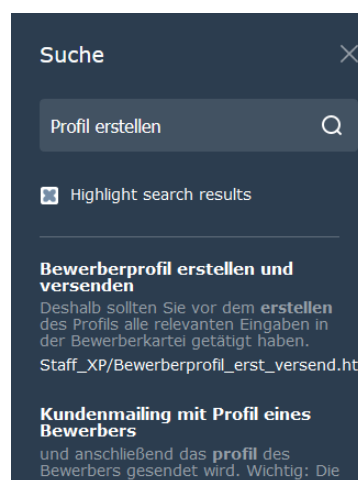 Suche
Profil erstellen
Highlight search results
Bewerberprofil erstellen und
versenden
Deshalb sollten Sie vor dem erstellen
des Profils alle relevanten Eingaben in
der Bewerberkartei getätigt haben.
Staff_XP/Bewerberprofil_erst_versend.ht
Kundenmailing mit Profil eines
Bewerbers
und anschließend das profil des
Bewerbers gesendet wird. Wichtig: Die